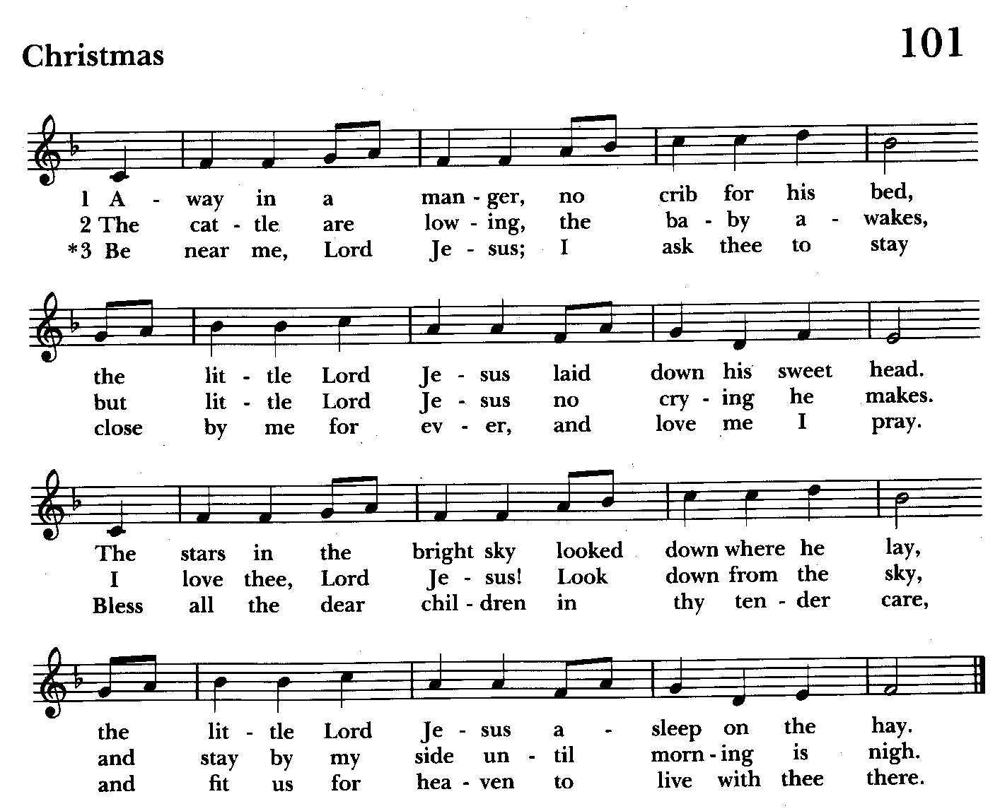 Christmas 101
1 A - way in a man - ger, no crib for his bed,
2 The cat - tle are low - ing, the ba - by a - wakes,
*3 Be near me, Lord Je - sus; I ask thee to stay
the lit - tle Lord Je - sus laid down his sweet head.
but lit - tle Lord Je - sus no cry - ing he makes.
close by me for ev - er, and love me I pray.
The stars in the bright sky looked down where he lay,
I love thee, Lord Je - sus! Look down from the sky,
Bless all the dear chil - dren in thy ten - der care,
the lit - tle Lord Je - sus a - sleep on the hay.
and stay by my side un - til morn - ing is nigh.
and fit us for hea - ven to live with thee there.